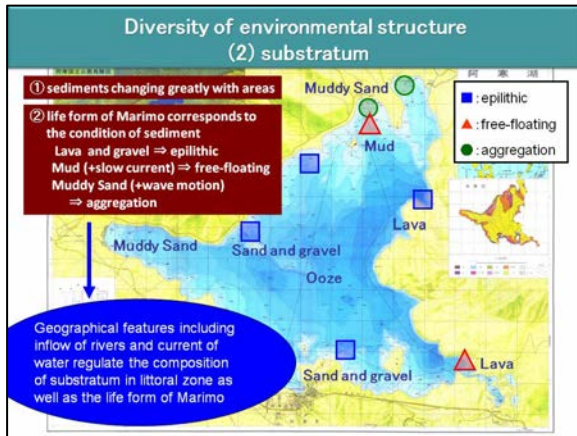 Diversity of environmental structure
(2) substratum
① sediments changing greatly with areas
② life form of Marimo corresponds
to the condition of sediment
Lava and gravel ⇒ epilithic
Mud (+slow current) ⇒ free-floating
Muddy Sand (+wave motion)
⇒ aggregation
Muddy Sand
阿 寒 湖
: epilithic
: free-floating
: aggregation
Mud
Lava
Muddy Sand
Sand and gravel
Ooze
Geographical features including
inflow of rivers and current of
water regulate the composition
of substratum in littoral zone as
well as the life form of Marimo
Sand and gravel
Lava